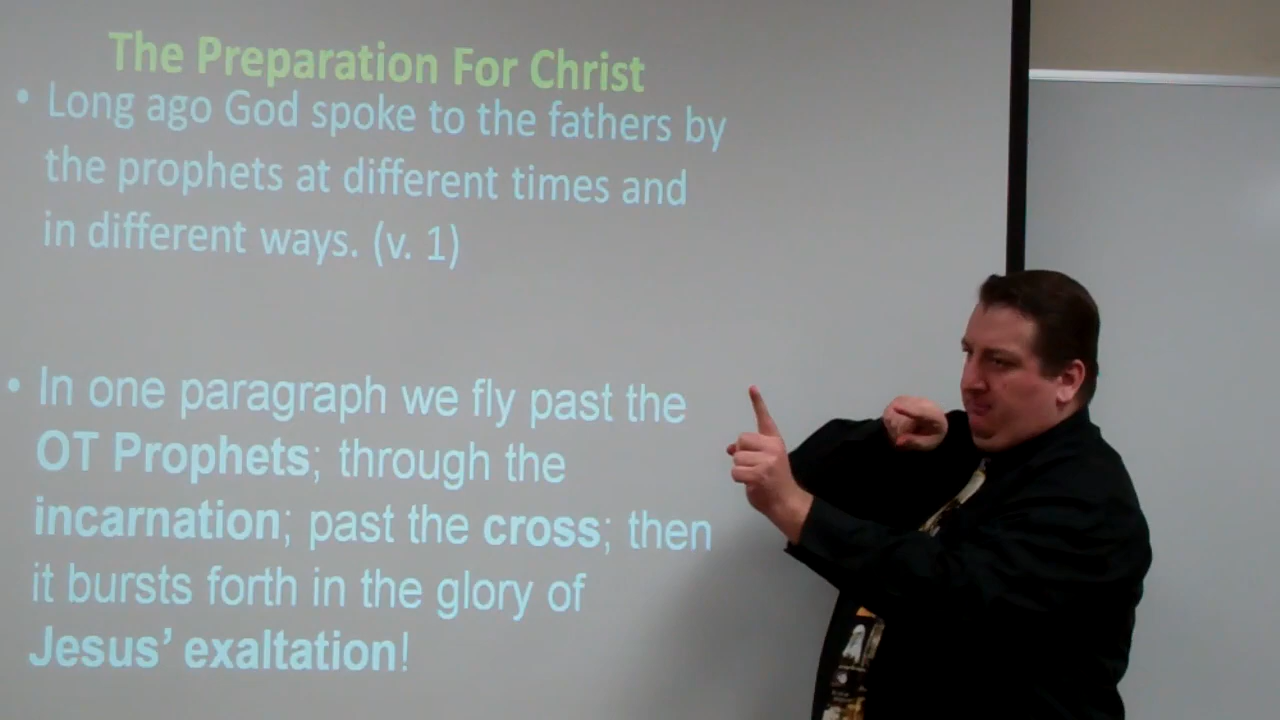 The Preparation For Christ
• Long ago God spoke to the fathers by
the prophets at different times and
in different ways. (v. 1)
• In one paragraph we fly past the
OT Prophets; through the
incarnation; past the cross; then
it bursts forth in the glory of
Jesus’ exaltation!